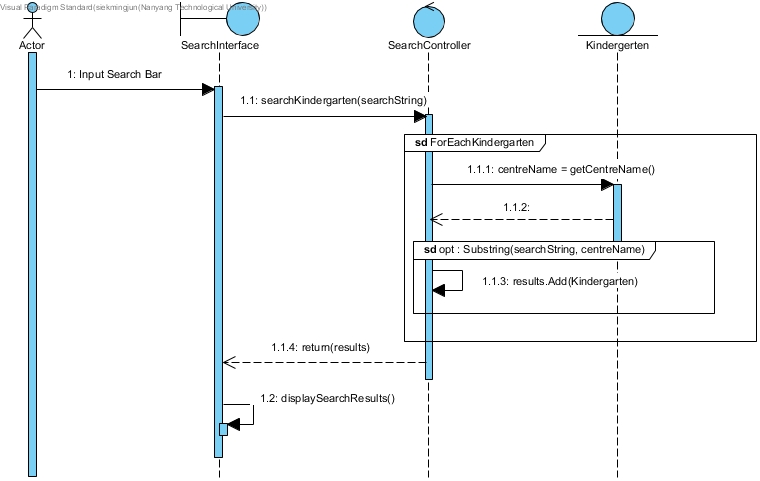 Visual Paradigm Standard(siekmingjun(Nanyang Technological University))
Actor
SearchInterface
SearchController
Kindergerten
1: Input Search Bar
1.1: searchKindergarten(searchString)
sd ForEachKindergarten
1.1.1: centreName = getCentreName()
1.1.2:
sd opt : Substring(searchString, centreName)
1.1.3: results.Add(Kindergarten)
1.1.4: return(results)
1.2: displaySearchResults()